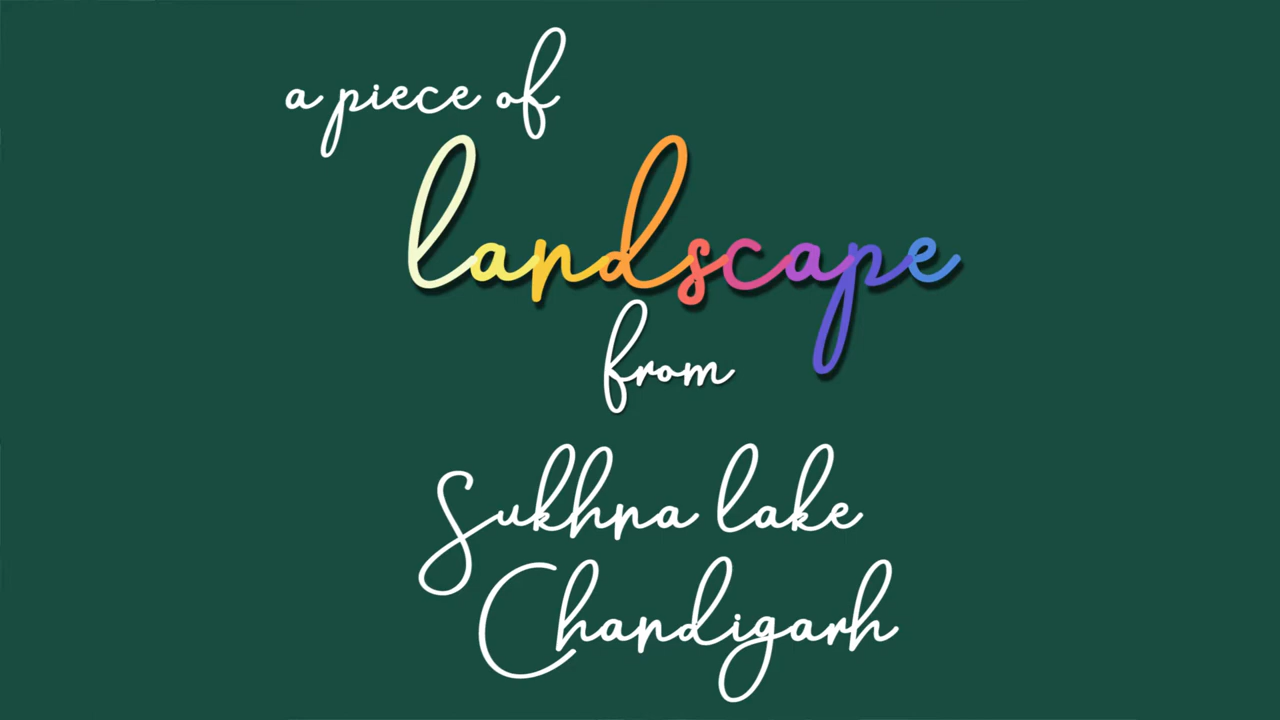 a piece of
landscape
from
Sukhna lake
Chandigarh